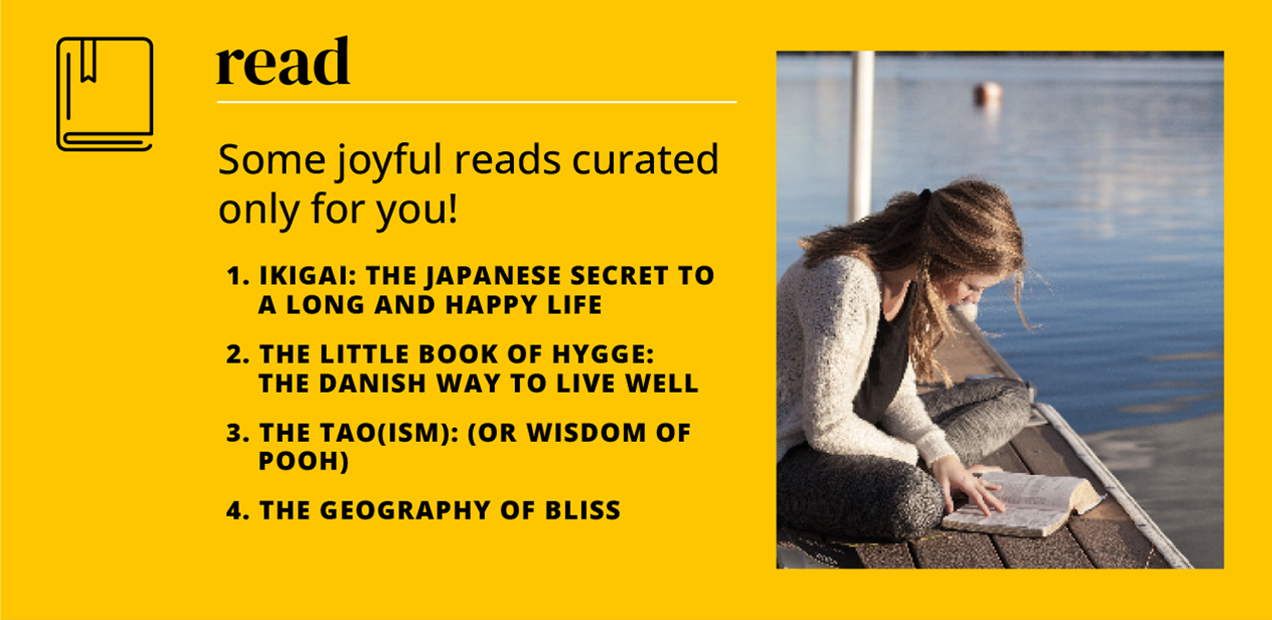 read
Some joyful reads curated
only for you!
1. IKIGAI: THE JAPANESE SECRET TO
A LONG AND HAPPY LIFE
2. THE LITTLE BOOK OF HYGGE:
THE DANISH WAY TO LIVE WELL
3. THE TAO(ISM): (OR WISDOM OF
POOH)
4. THE GEOGRAPHY OF BLISS